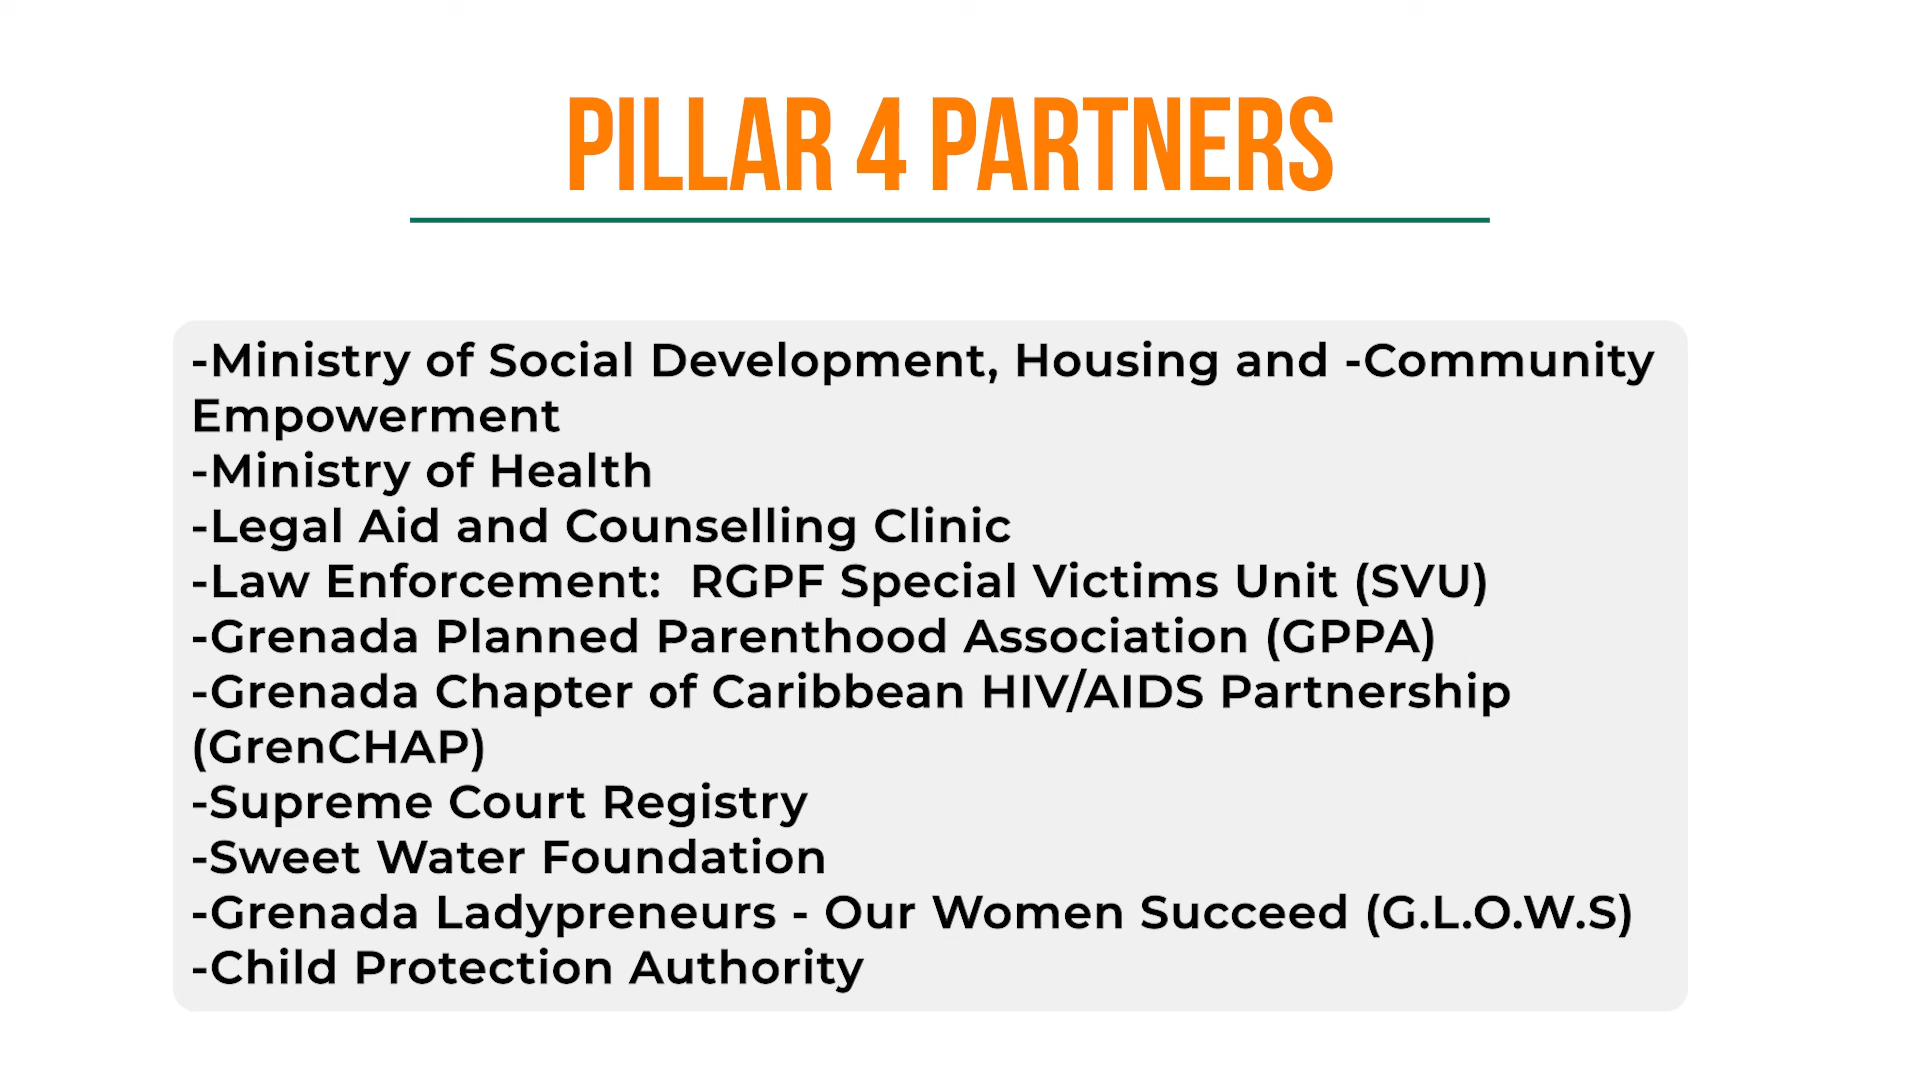 PILLAR 4 PARTNERS
-Ministry of Social Development, Housing and -Community
Empowerment
-Ministry of Health
-Legal Aid and Counselling Clinic
-Law Enforcement:  RGPF Special Victims Unit (SVU)
-Grenada Planned Parenthood Association (GPPA)
-Grenada Chapter of Caribbean HIV/AIDS Partnership
(GrenCHAP)
-Supreme Court Registry
-Sweet Water Foundation
-Grenada Ladypreneurs - Our Women Succeed (G.L.O.W.S)
-Child Protection Authority